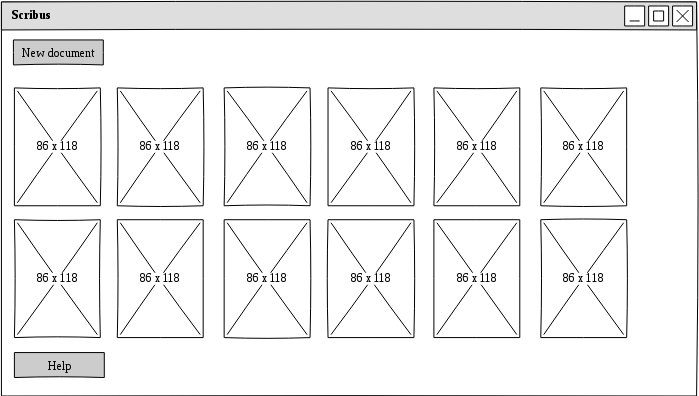 Scribus
New document
86 x 118 86 x 118 86 x 118 86 x 118 86 x 118 86 x 118
86 x 118 86 x 118 86 x 118 86 x 118 86 x 118 86 x 118
Help